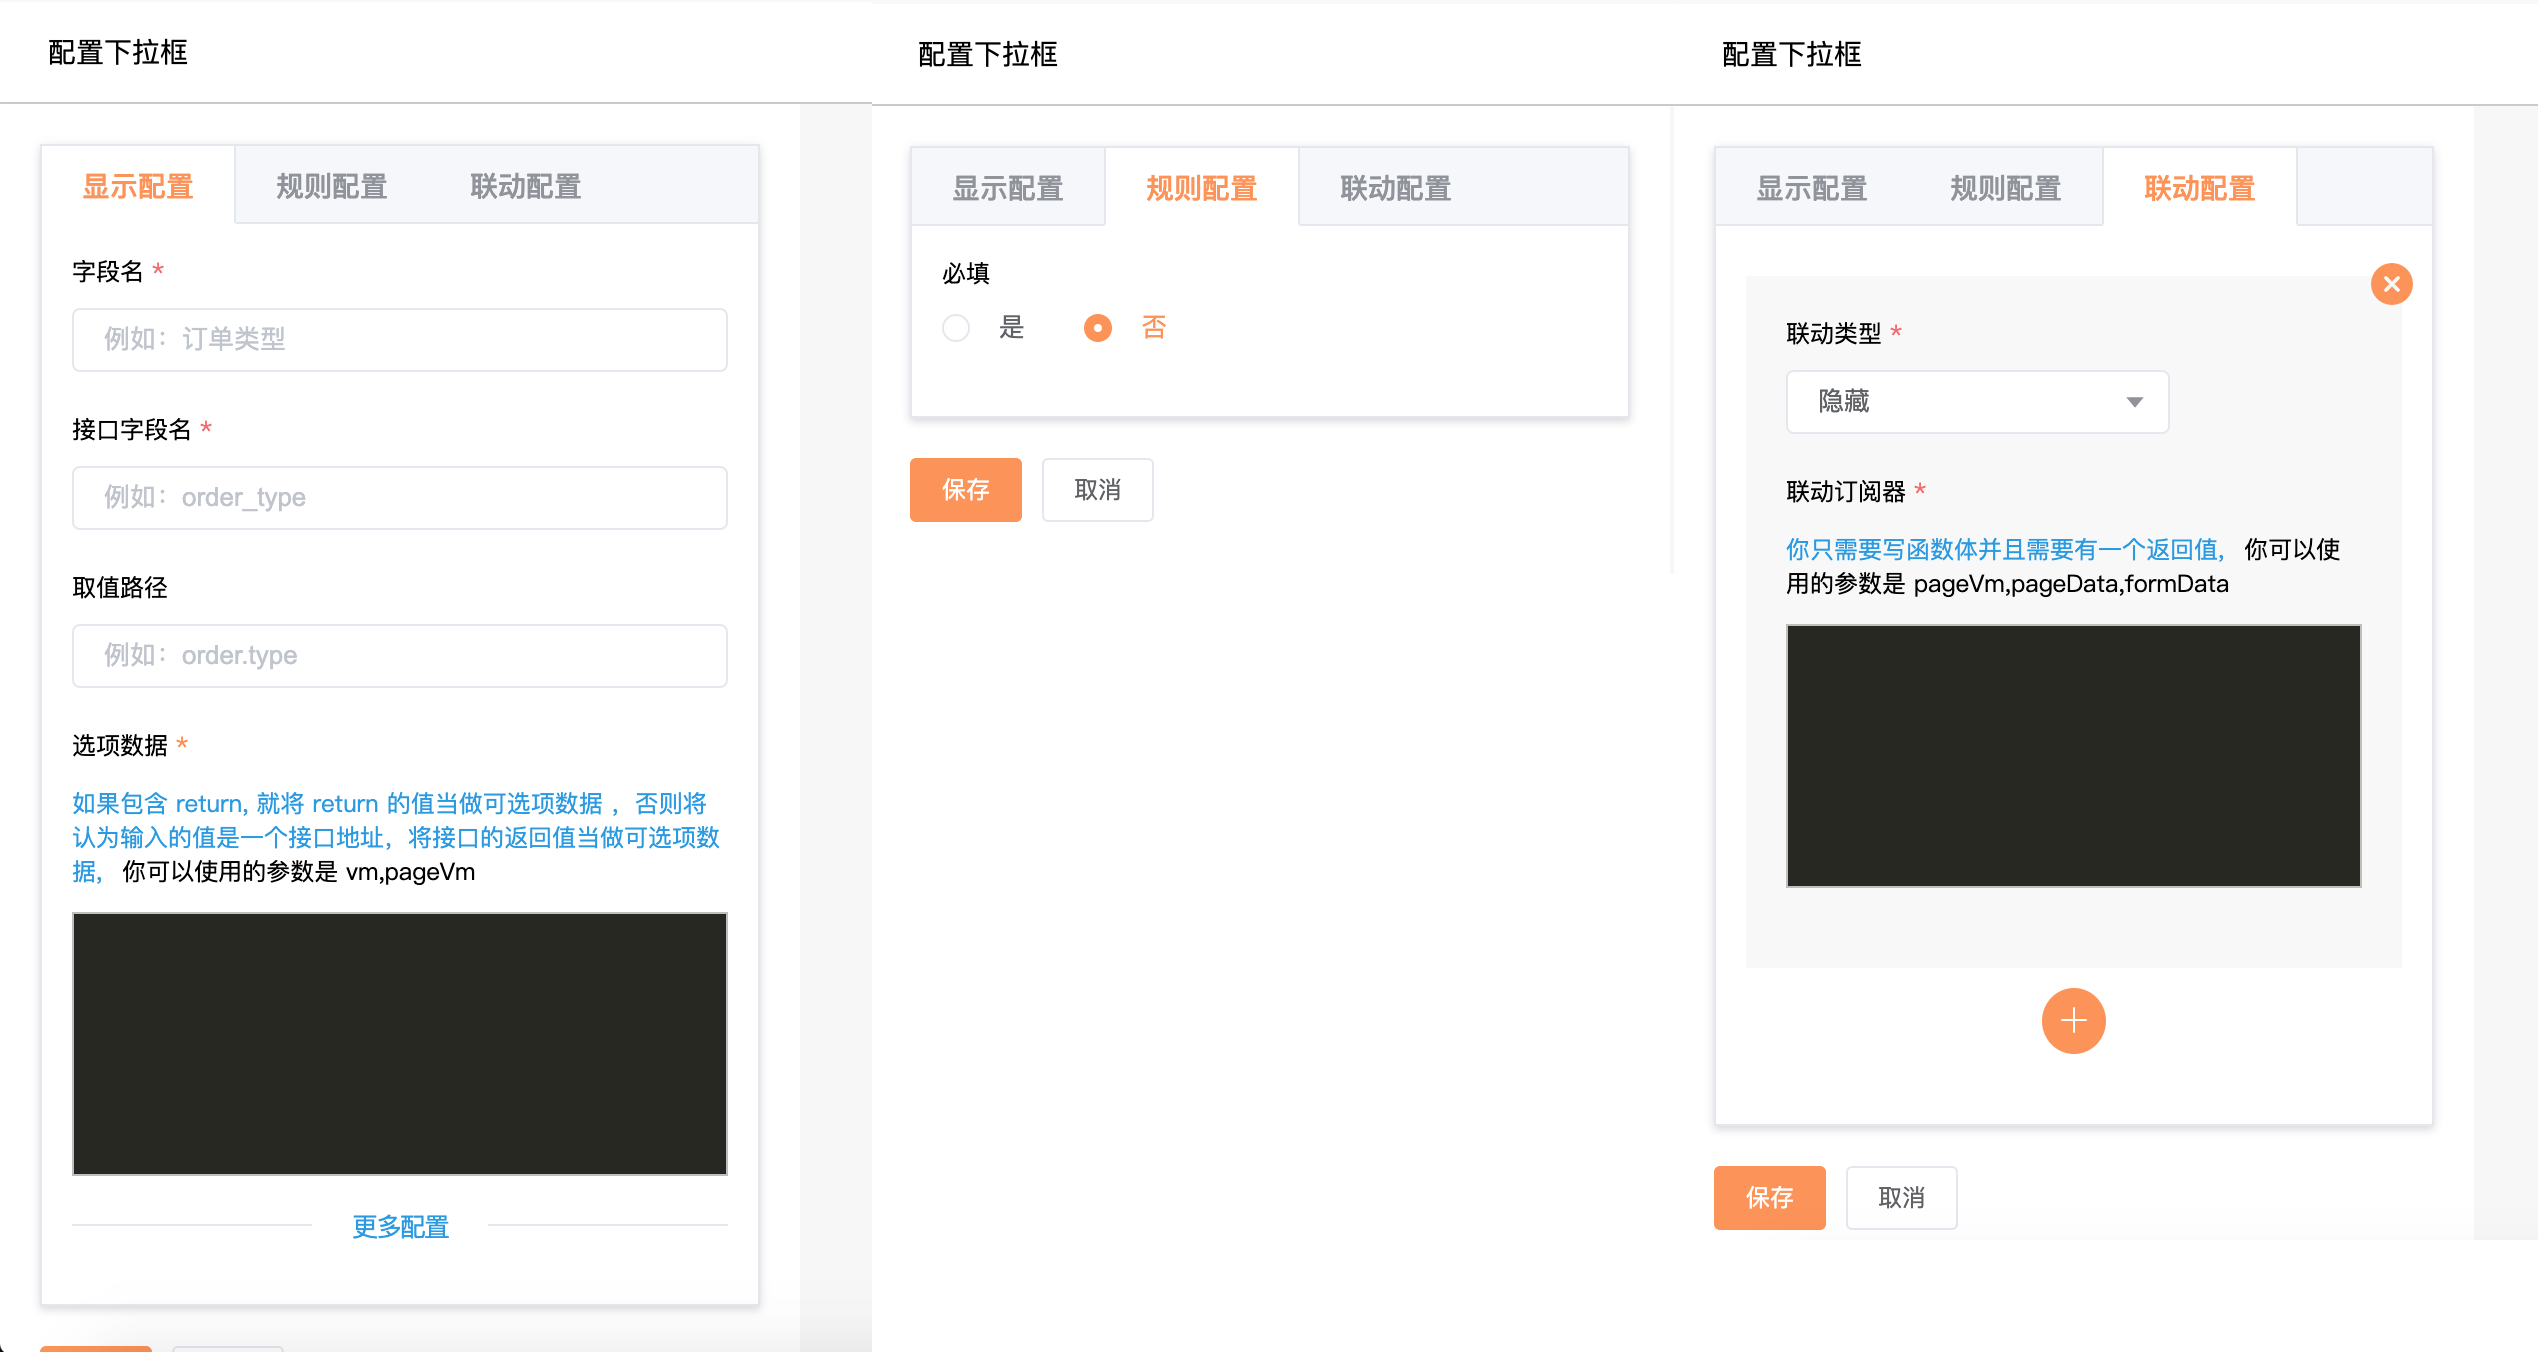 配置下拉框
显示配置
规则配置
联动配置
字段名 *
例如：订单类型
接口字段名 *
例如：order_type
取值路径
例如：order.type
选项数据 *
如果包含 return, 就将 return 的值当做可选项数据 ，否则将
认为输入的值是一个接口地址，将接口的返回值当做可选项数
据， 你可以使用的参数是 vm,pageVm
更多配置
配置下拉框
显示配置
规则配置
联动配置
必填
是
否
保存
取消
配置下拉框
显示配置
规则配置
联动配置
联动类型 *
隐藏
联动订阅器 *
你只需要写函数体并且需要有一个返回值， 你可以使
用的参数是 pageVm,pageData,formData
保存
取消